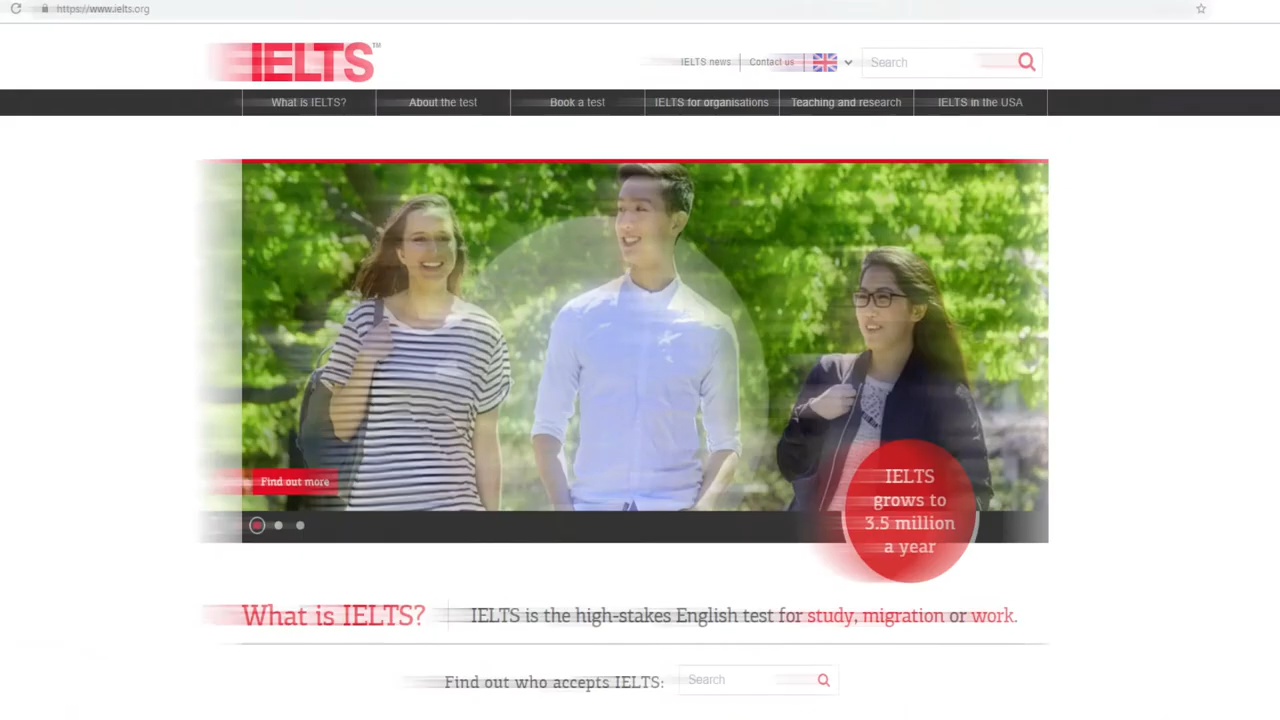 https://www.ielts.org
IELTS™
IELTS news
Contact us
Search
What is IELTS?
About the test
Book a test
IELTS for organisations
Teaching and research
IELTS in the USA
Find out more
IELTS
grows to
3.5 million
a year
What is IELTS?
IELTS is the high-stakes English test for study, migration or work.
Find out who accepts IELTS:
Search